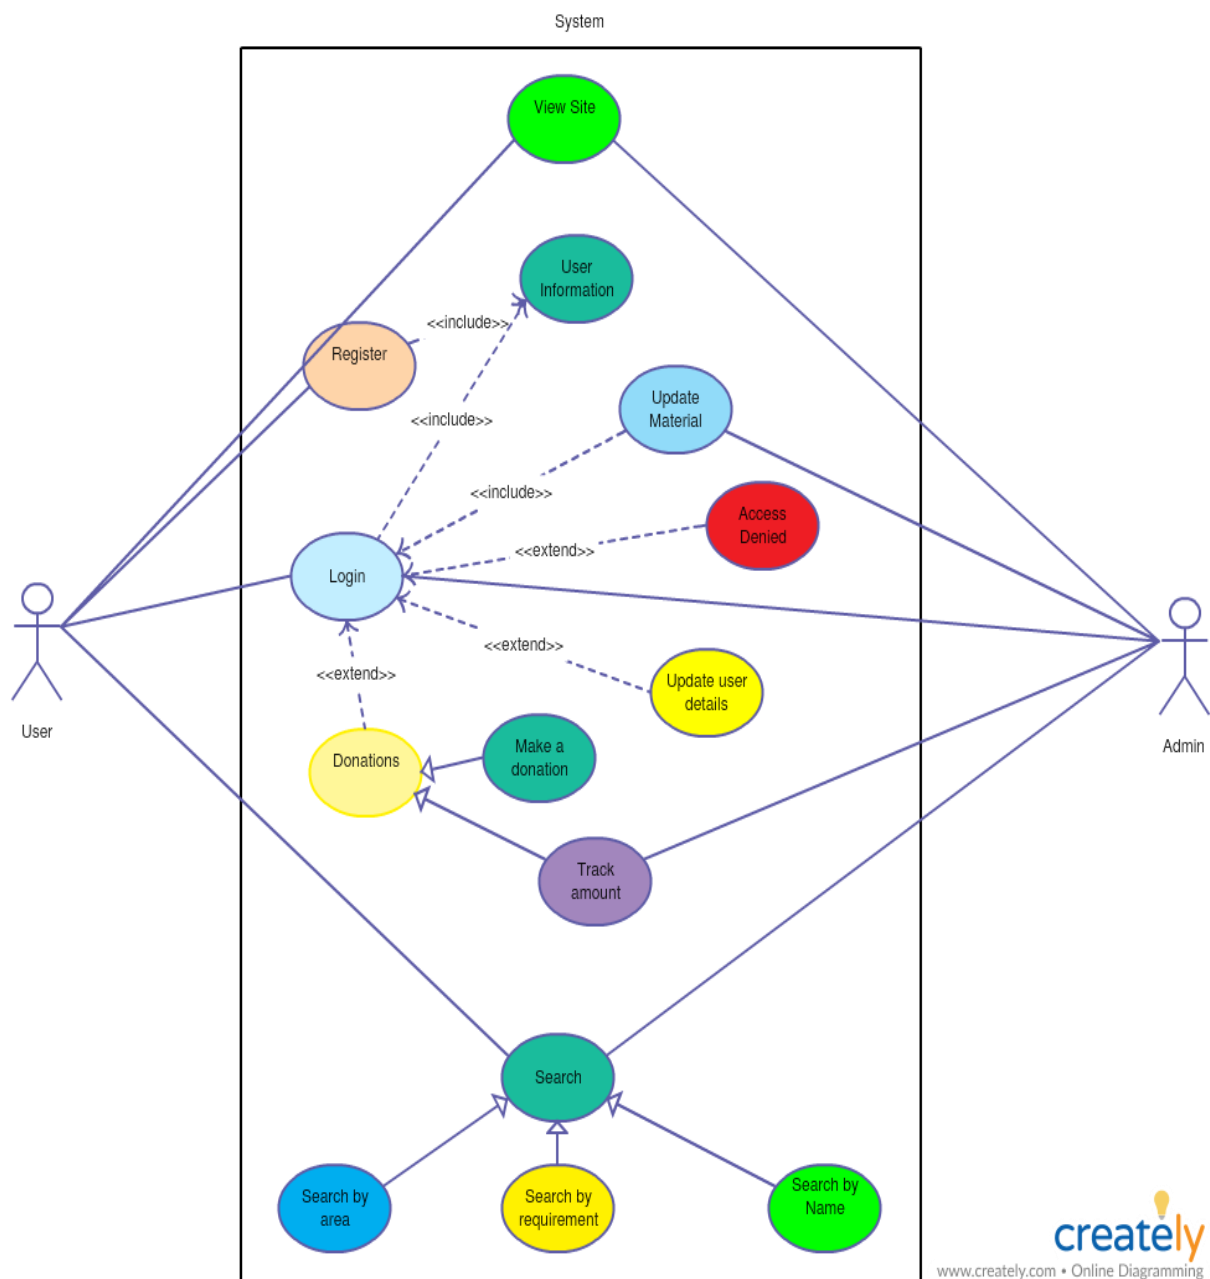 System
View Site
User
Information
<<include>>
Register
Update
Material
<<include>>
<<include>>
Access
Denied
<<extend>>
Login
<<extend>>
Update user
details
<<extend>>
User
Admin
Donations
Make a
donation
Track
amount
Search
Search by
area
Search by
requirement
Search by
Name
creately
www.creately.com • Online Diagramming